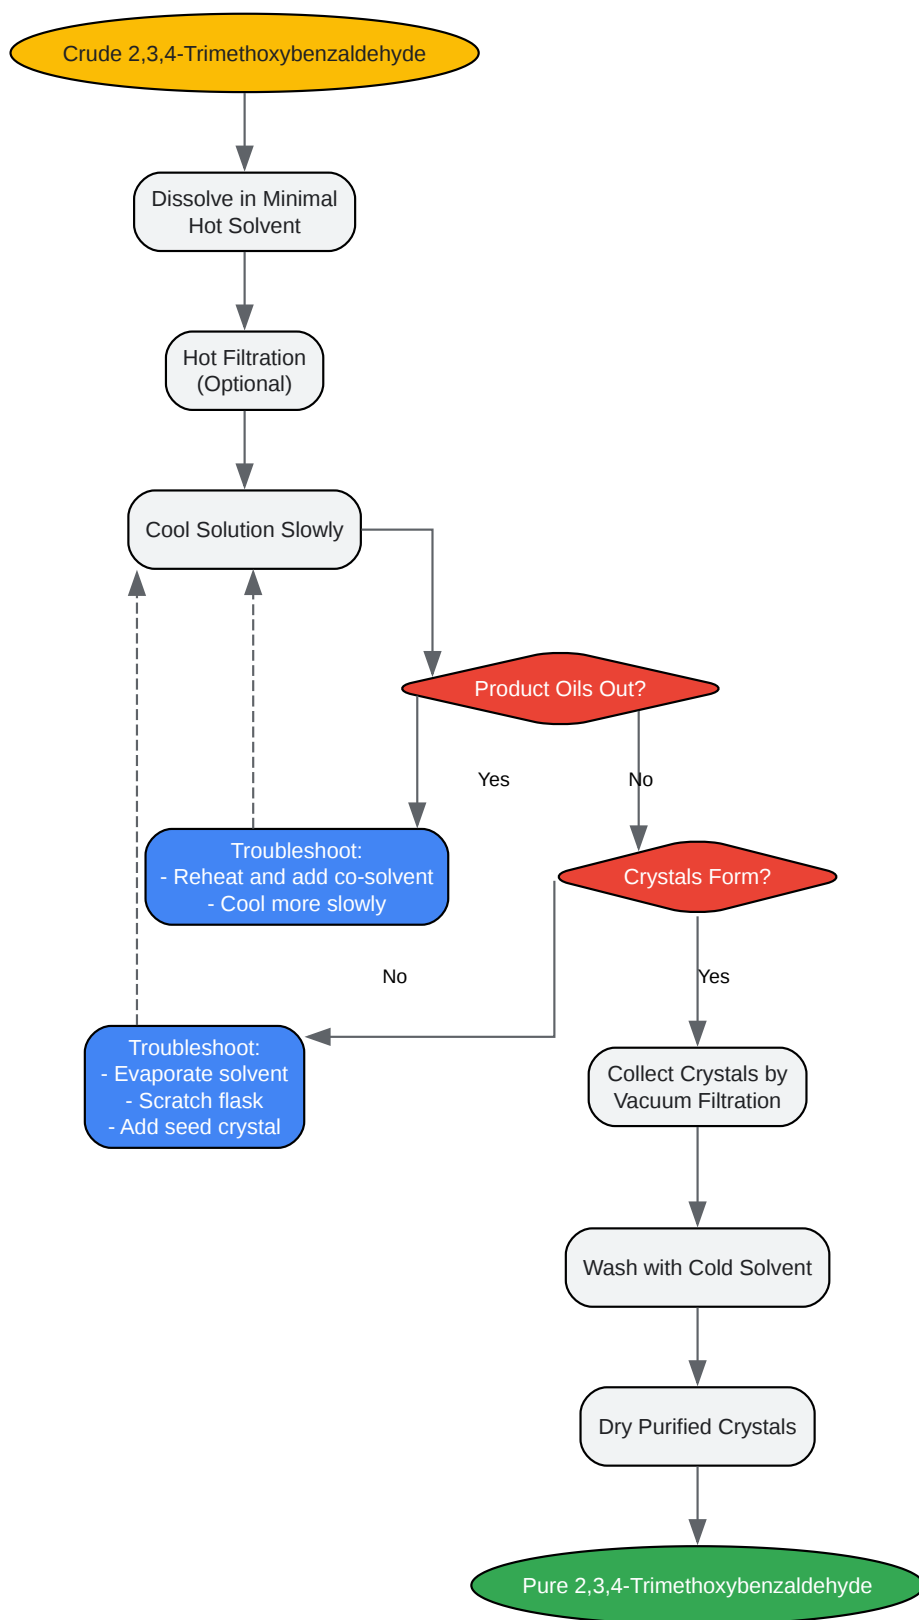 Crude 2,3,4-Trimethoxybenzaldehyde
Dissolve in Minimal
Hot Solvent
Hot Filtration
(Optional)
Cool Solution Slowly
Product Oils Out?
Yes
No
Troubleshoot:
- Reheat and add co-solvent
- Cool more slowly
Crystals Form?
No
Yes
Troubleshoot:
- Evaporate solvent
- Scratch flask
- Add seed crystal
Collect Crystals by
Vacuum Filtration
Wash with Cold Solvent
Dry Purified Crystals
Pure 2,3,4-Trimethoxybenzaldehyde